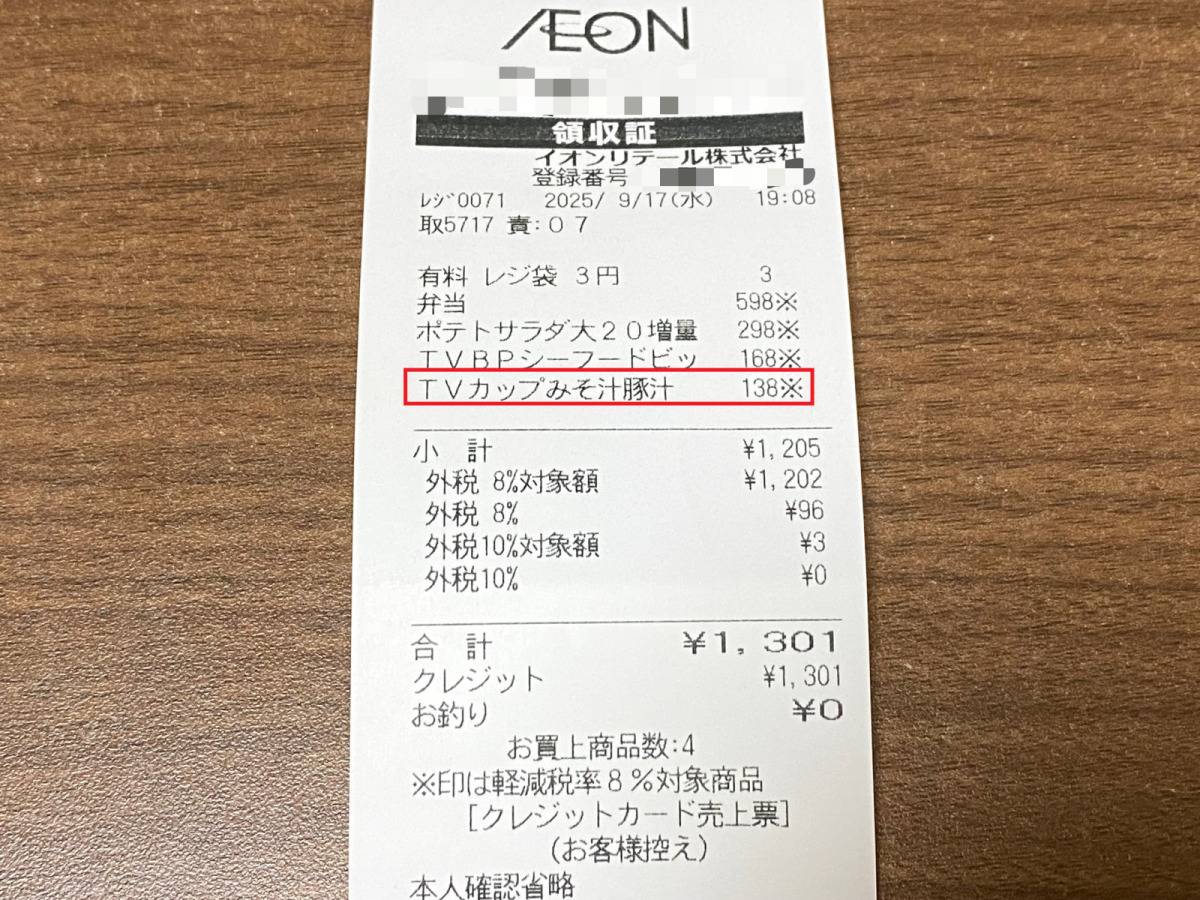 ÆON
領収証
イオンリテール株式会社
登録番号
ﾚｼﾞ0071 2025/ 9/17(水) 19:08
取5717 責:０７
有料 レジ袋 ３円 3
弁当 598※
ポテトサラダ大２０増量 298※
ＴＶＢＰシーフードビッ 168※
ＴＶカップみそ汁豚汁 138※
小 計 ¥1,205
外税 8%対象額 ¥1,202
外税 8% ¥96
外税10%対象額 ¥3
外税10% ¥0
合 計 ¥1,301
クレジット ¥1,301
お釣り ¥0
お買上商品数:4
※印は軽減税率８％対象商品
[クレジットカード売上票]
(お客様控え)
本人確認省略